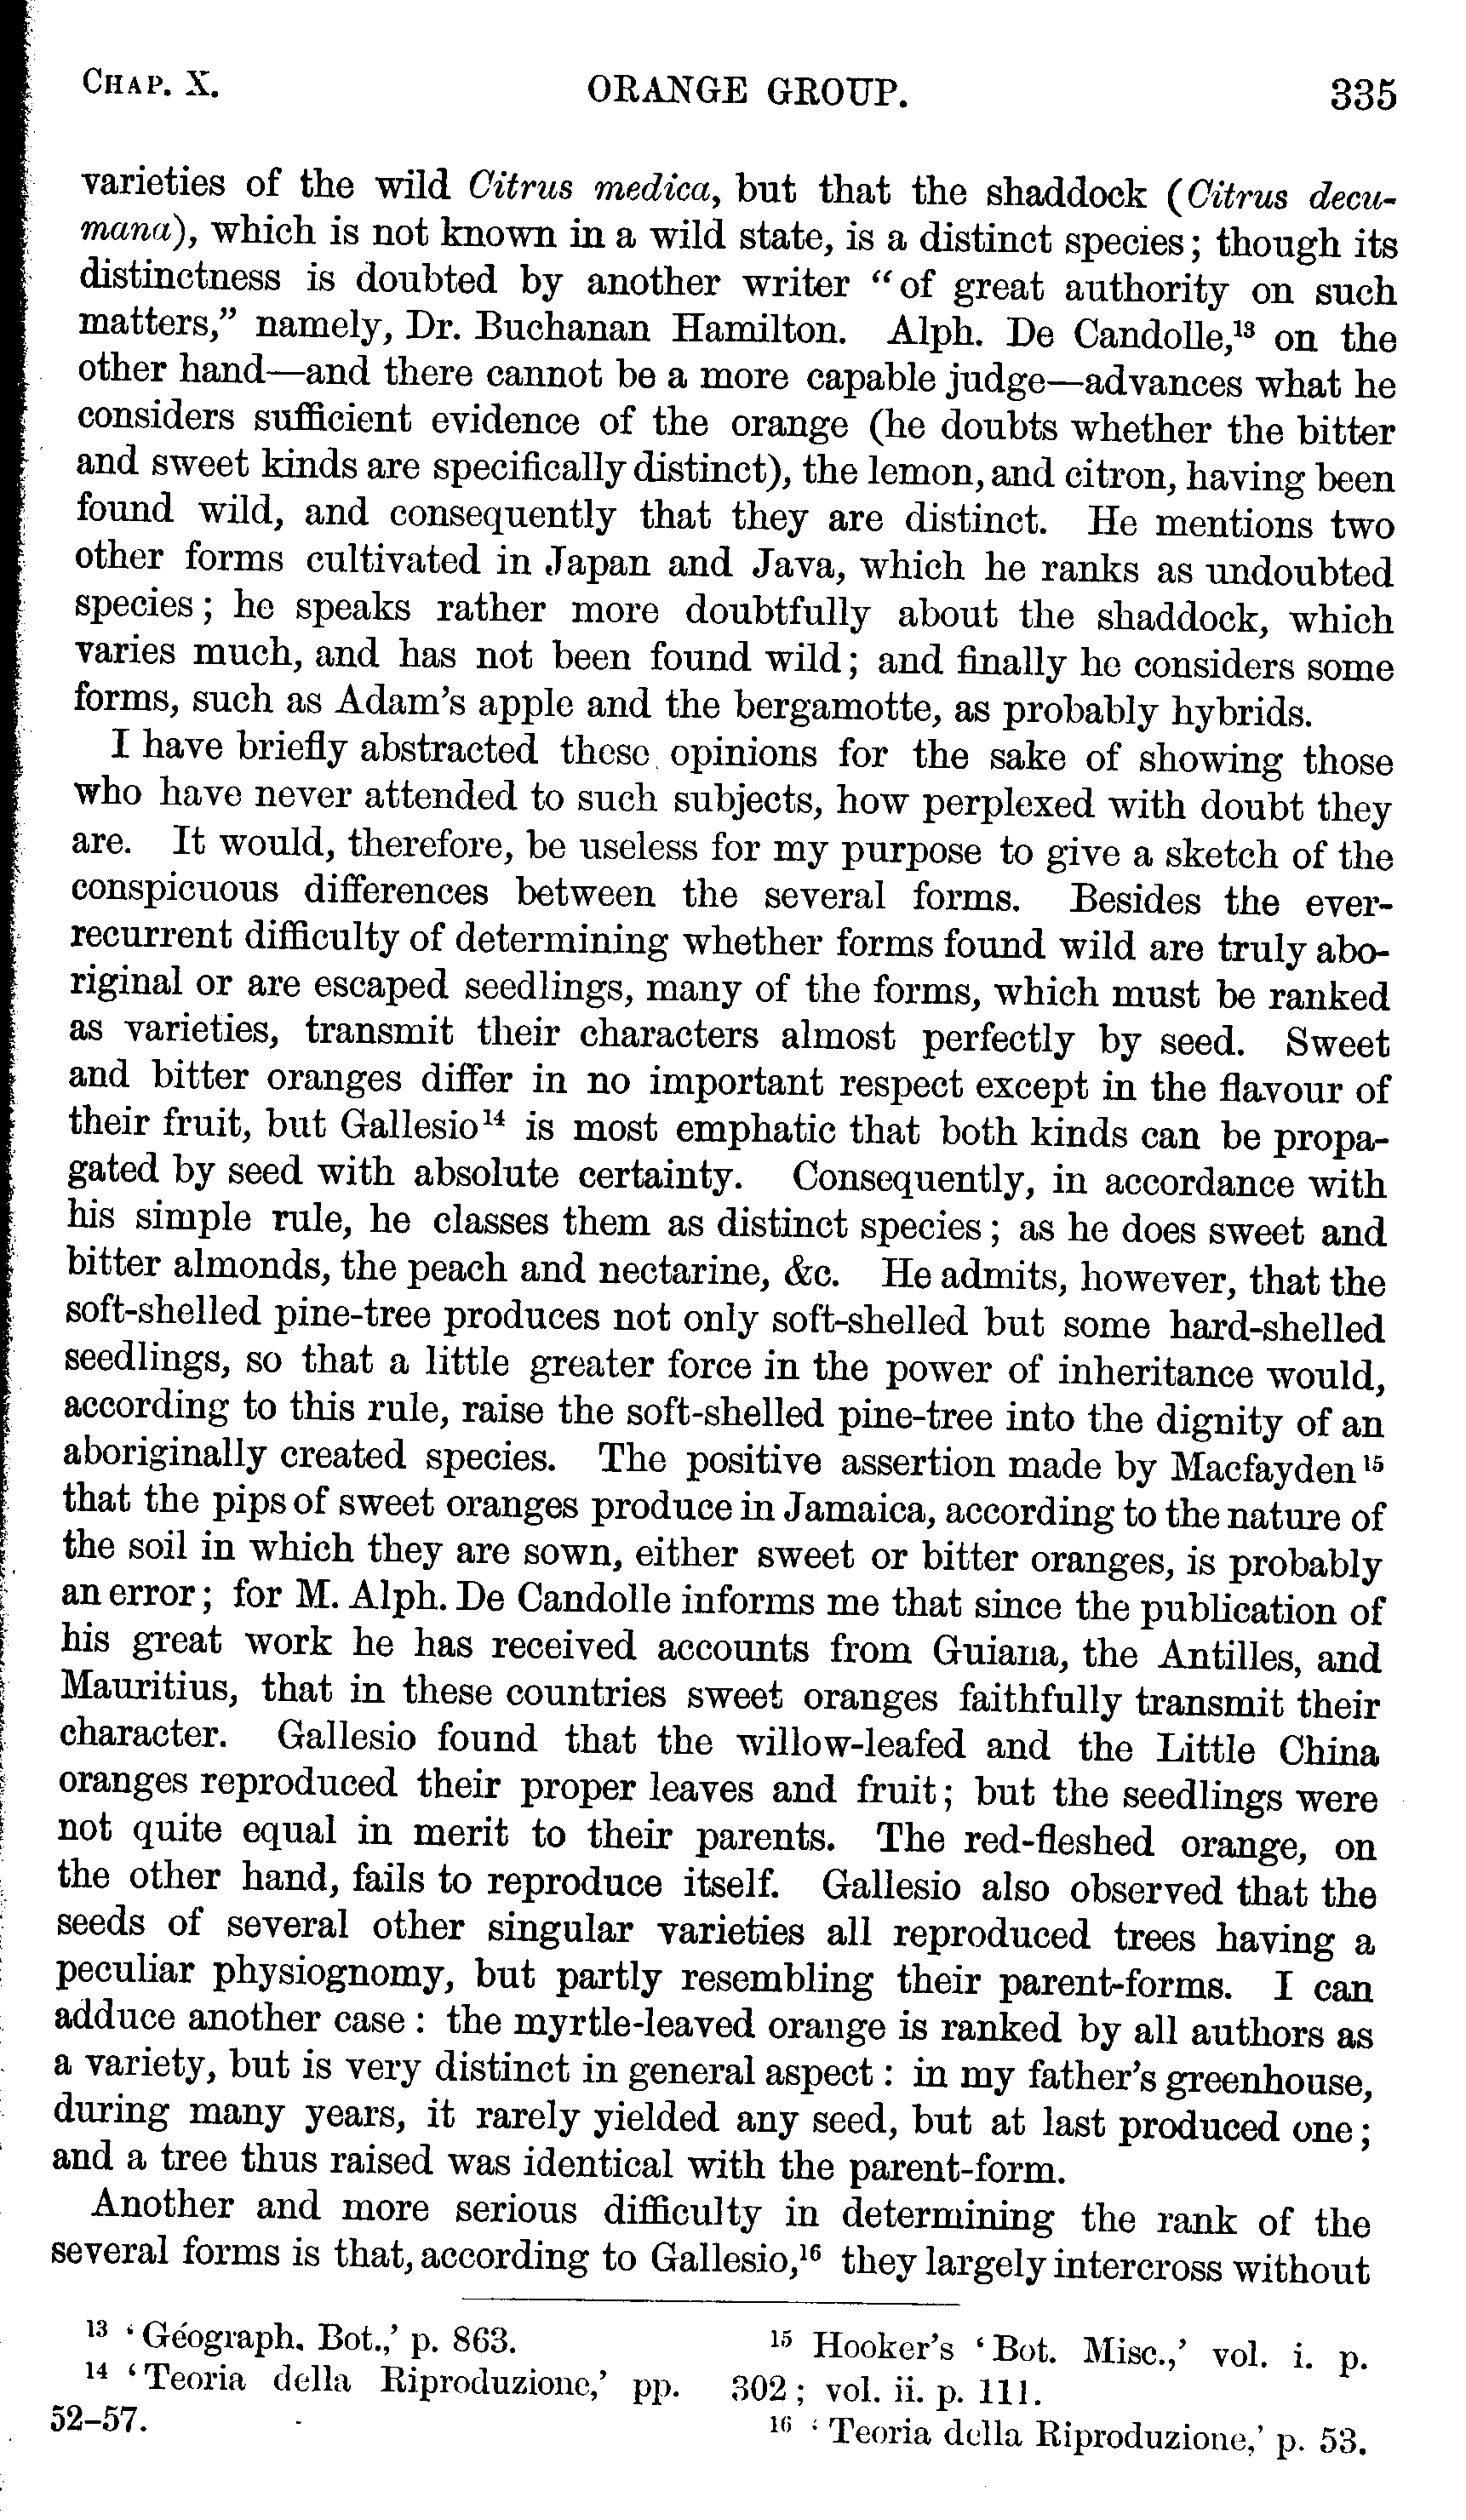 CHAP. X. ORANGE GROUP. 335
varieties of the wild Citrus medica, but that the shaddock (Citrus decu-
mana), which is not known in a wild state, is a distinct species; though its
distinctness is doubted by another writer “of great authority on such
matters,” namely, Dr. Buchanan Hamilton. Alph. De Candolle,¹³ on the
other hand—and there cannot be a more capable judge—advances what he
considers sufficient evidence of the orange (he doubts whether the bitter
and sweet kinds are specifically distinct), the lemon, and citron, having been
found wild, and consequently that they are distinct. He mentions two
other forms cultivated in Japan and Java, which he ranks as undoubted
species; he speaks rather more doubtfully about the shaddock, which
varies much, and has not been found wild; and finally he considers some
forms, such as Adam's apple and the bergamotte, as probably hybrids.
I have briefly abstracted these opinions for the sake of showing those
who have never attended to such subjects, how perplexed with doubt they
are. It would, therefore, be useless for my purpose to give a sketch of the
conspicuous differences between the several forms. Besides the ever-
recurrent difficulty of determining whether forms found wild are truly abo-
riginal or are escaped seedlings, many of the forms, which must be ranked
as varieties, transmit their characters almost perfectly by seed. Sweet
and bitter oranges differ in no important respect except in the flavour of
their fruit, but Gallesio¹⁴ is most emphatic that both kinds can be propa-
gated by seed with absolute certainty. Consequently, in accordance with
his simple rule, he classes them as distinct species; as he does sweet and
bitter almonds, the peach and nectarine, &c. He admits, however, that the
soft-shelled pine-tree produces not only soft-shelled but some hard-shelled
seedlings, so that a little greater force in the power of inheritance would,
according to this rule, raise the soft-shelled pine-tree into the dignity of an
aboriginally created species. The positive assertion made by Macfayden¹⁵
that the pips of sweet oranges produce in Jamaica, according to the nature of
the soil in which they are sown, either sweet or bitter oranges, is probably
an error; for M. Alph. De Candolle informs me that since the publication of
his great work he has received accounts from Guiana, the Antilles, and
Mauritius, that in these countries sweet oranges faithfully transmit their
character. Gallesio found that the willow-leafed and the Little China
oranges reproduced their proper leaves and fruit; but the seedlings were
not quite equal in merit to their parents. The red-fleshed orange, on
the other hand, fails to reproduce itself. Gallesio also observed that the
seeds of several other singular varieties all reproduced trees having a
peculiar physiognomy, but partly resembling their parent-forms. I can
adduce another case: the myrtle-leaved orange is ranked by all authors as
a variety, but is very distinct in general aspect: in my father's greenhouse,
during many years, it rarely yielded any seed, but at last produced one;
and a tree thus raised was identical with the parent-form.
Another and more serious difficulty in determining the rank of the
several forms is that, according to Gallesio,¹⁶ they largely intercross without
¹³ ‘Géograph. Bot.,’ p. 863.
¹⁴ ‘Teoria della Riproduzione,’ pp.
52–57.
¹⁵ Hooker's ‘Bot. Misc.,’ vol. i. p.
302; vol. ii. p. 111.
¹⁶ ‘Teoria della Riproduzione,’ p. 53.